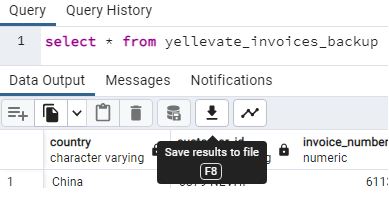 Query Query History
1 select * from yellevate_invoices_backup
Data Output Messages Notifications
country invoice_number
character varying numeric
Save results to file
F8
1 China 6113